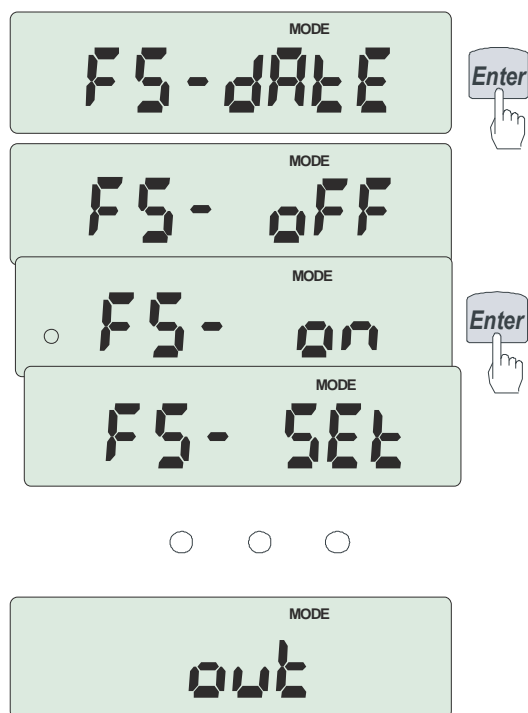 MODE
FS-dAtE
Enter
MODE
FS- oFF
MODE
FS- on
Enter
MODE
FS- SEt
MODE
out